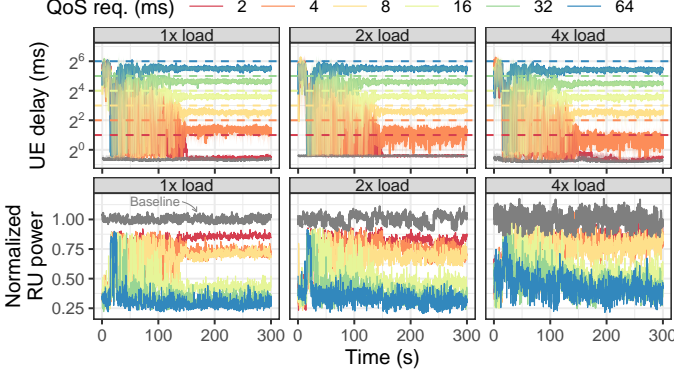 QoS req. (ms) 2 4 8 16 32 64
1x load 2x load 4x load
UE delay (ms)
2^6
2^4
2^2
2^0
1x load 2x load 4x load
Normalized
RU power
Baseline
1.00
0.75
0.50
0.25
0 100 200 300 0 100 200 300 0 100 200 300
Time (s)